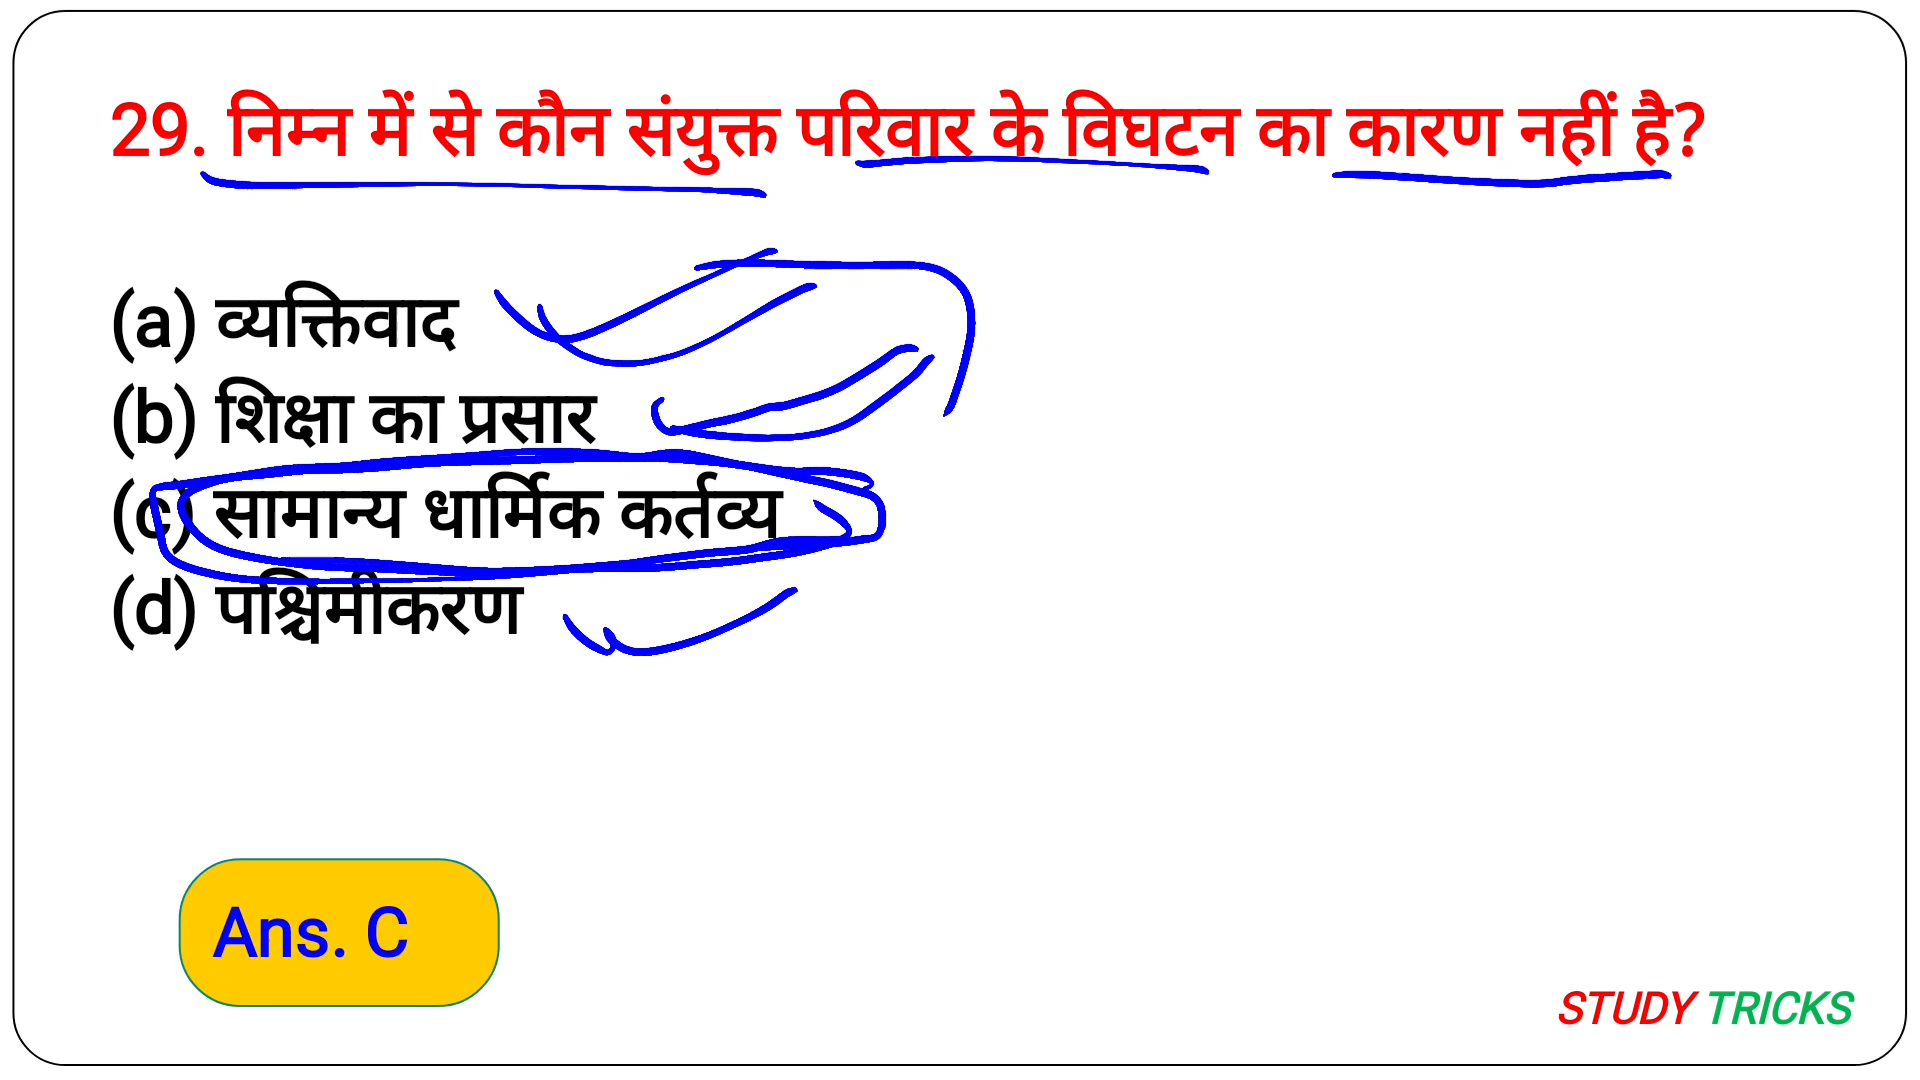 29. निम्न में से कौन संयुक्त परिवार के विघटन का कारण नहीं है?
(a) व्यक्तिवाद
(b) शिक्षा का प्रसार
(c) सामान्य धार्मिक कर्तव्य
(d) पश्चिमीकरण
Ans. C
STUDY TRICKS